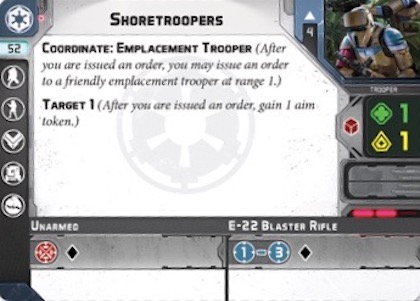 Shoretroopers
4
52
Coordinate: Emplacement Trooper (After
you are issued an order, you may issue an order
to a friendly emplacement trooper at range 1.)
Target 1 (After you are issued an order, gain 1 aim
token.)
TROOPER
1
1
Unarmed
E-22 Blaster Rifle
1-3